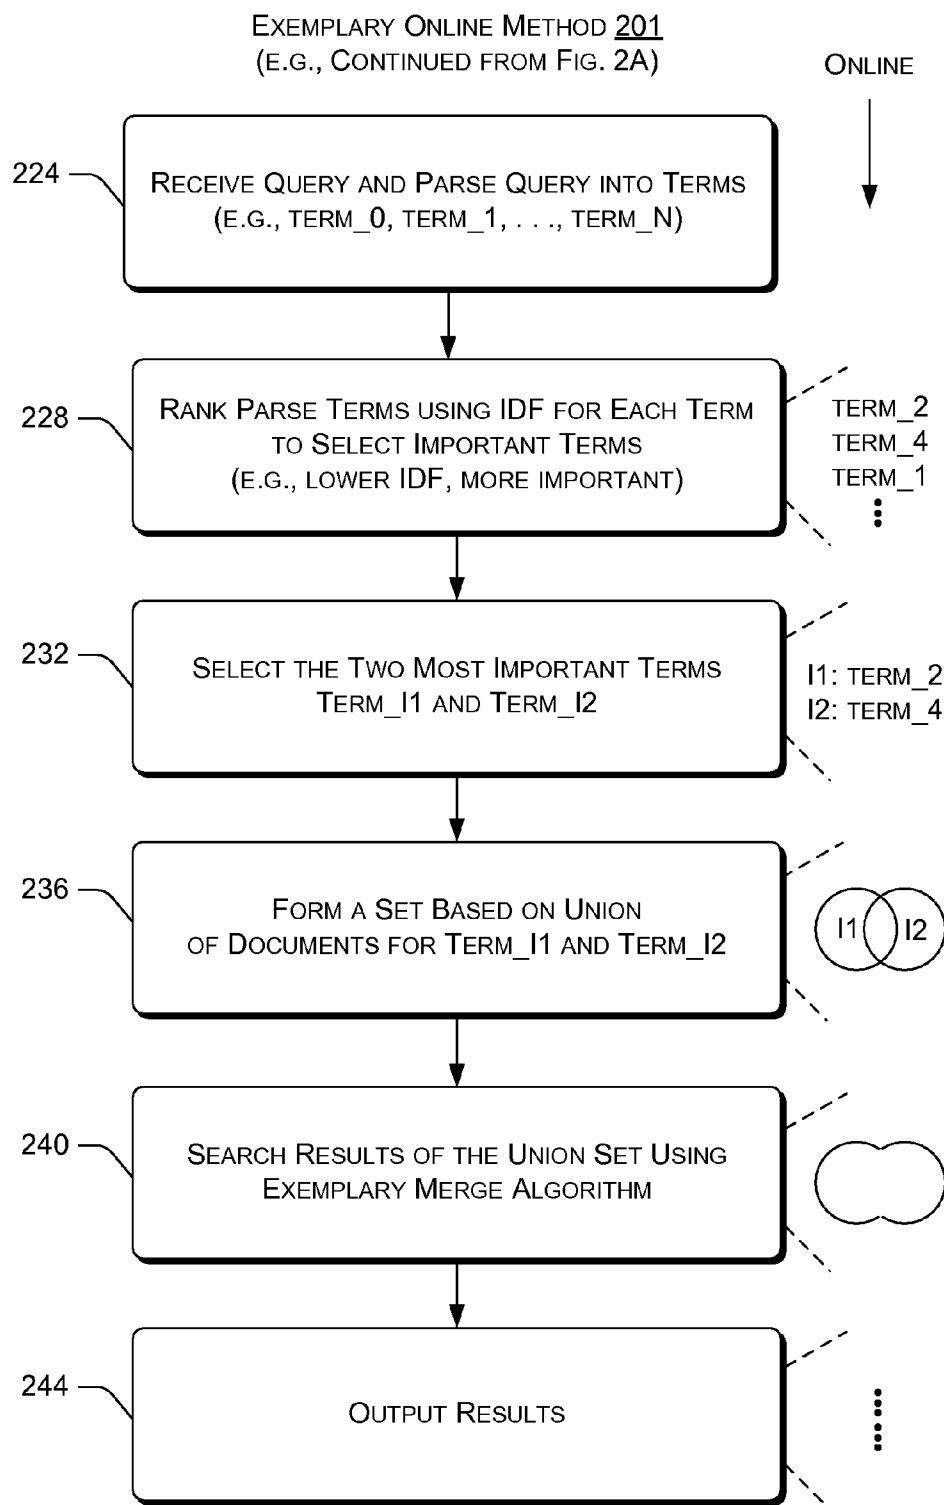 EXEMPLARY ONLINE METHOD 201
(E.G., CONTINUED FROM FIG. 2A)
ONLINE
224
RECEIVE QUERY AND PARSE QUERY INTO TERMS
(E.G., TERM_0, TERM_1, . . ., TERM_N)
228
RANK PARSE TERMS USING IDF FOR EACH TERM
TO SELECT IMPORTANT TERMS
(E.G., LOWER IDF, MORE IMPORTANT)
TERM_2
TERM_4
TERM_1
232
SELECT THE TWO MOST IMPORTANT TERMS
TERM_I1 AND TERM_I2
I1: TERM_2
I2: TERM_4
236
FORM A SET BASED ON UNION
OF DOCUMENTS FOR TERM_I1 AND TERM_I2
I1 I2
240
SEARCH RESULTS OF THE UNION SET USING
EXEMPLARY MERGE ALGORITHM
244
OUTPUT RESULTS